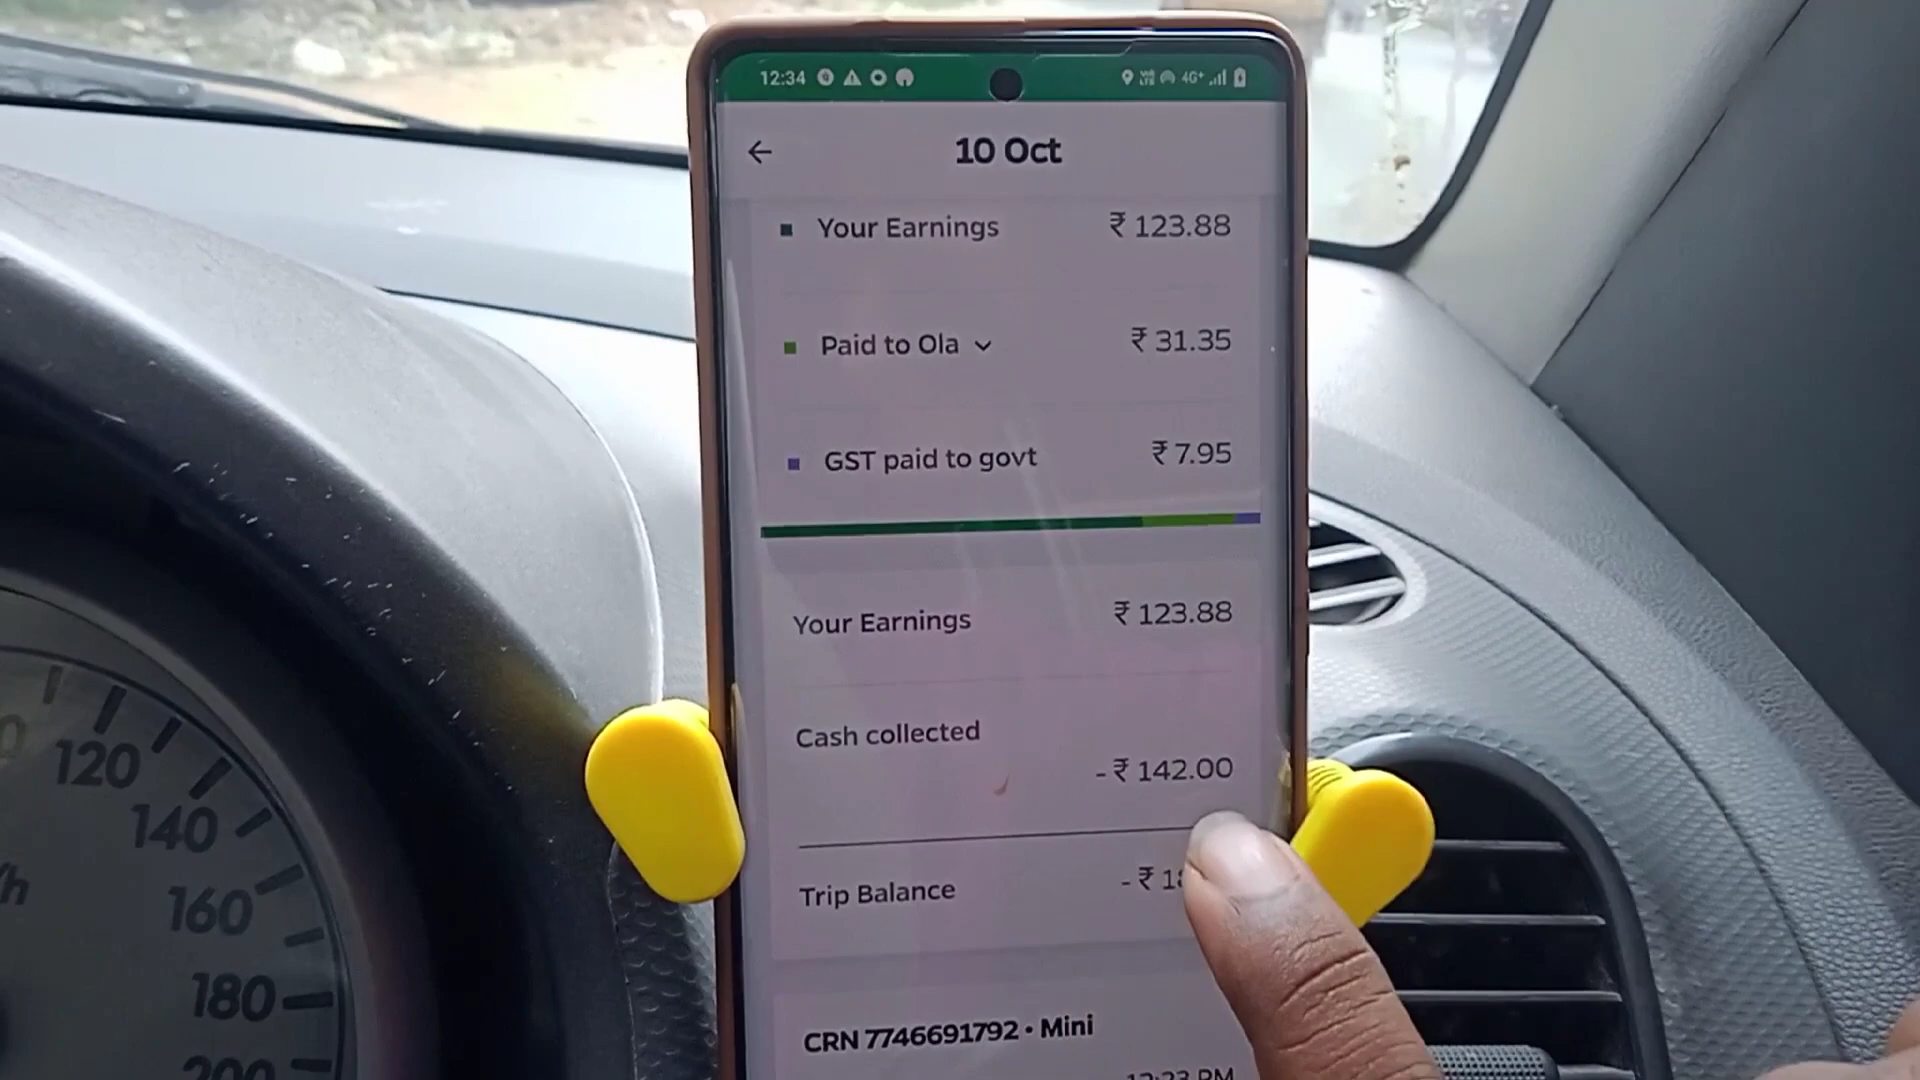 12:34 4G+
10 Oct
Your Earnings ₹ 123.88
Paid to Ola ₹ 31.35
GST paid to govt ₹ 7.95
Your Earnings ₹ 123.88
Cash collected
- ₹ 142.00
Trip Balance - ₹
CRN 7746691792 • Mini
120
140
160
180
200